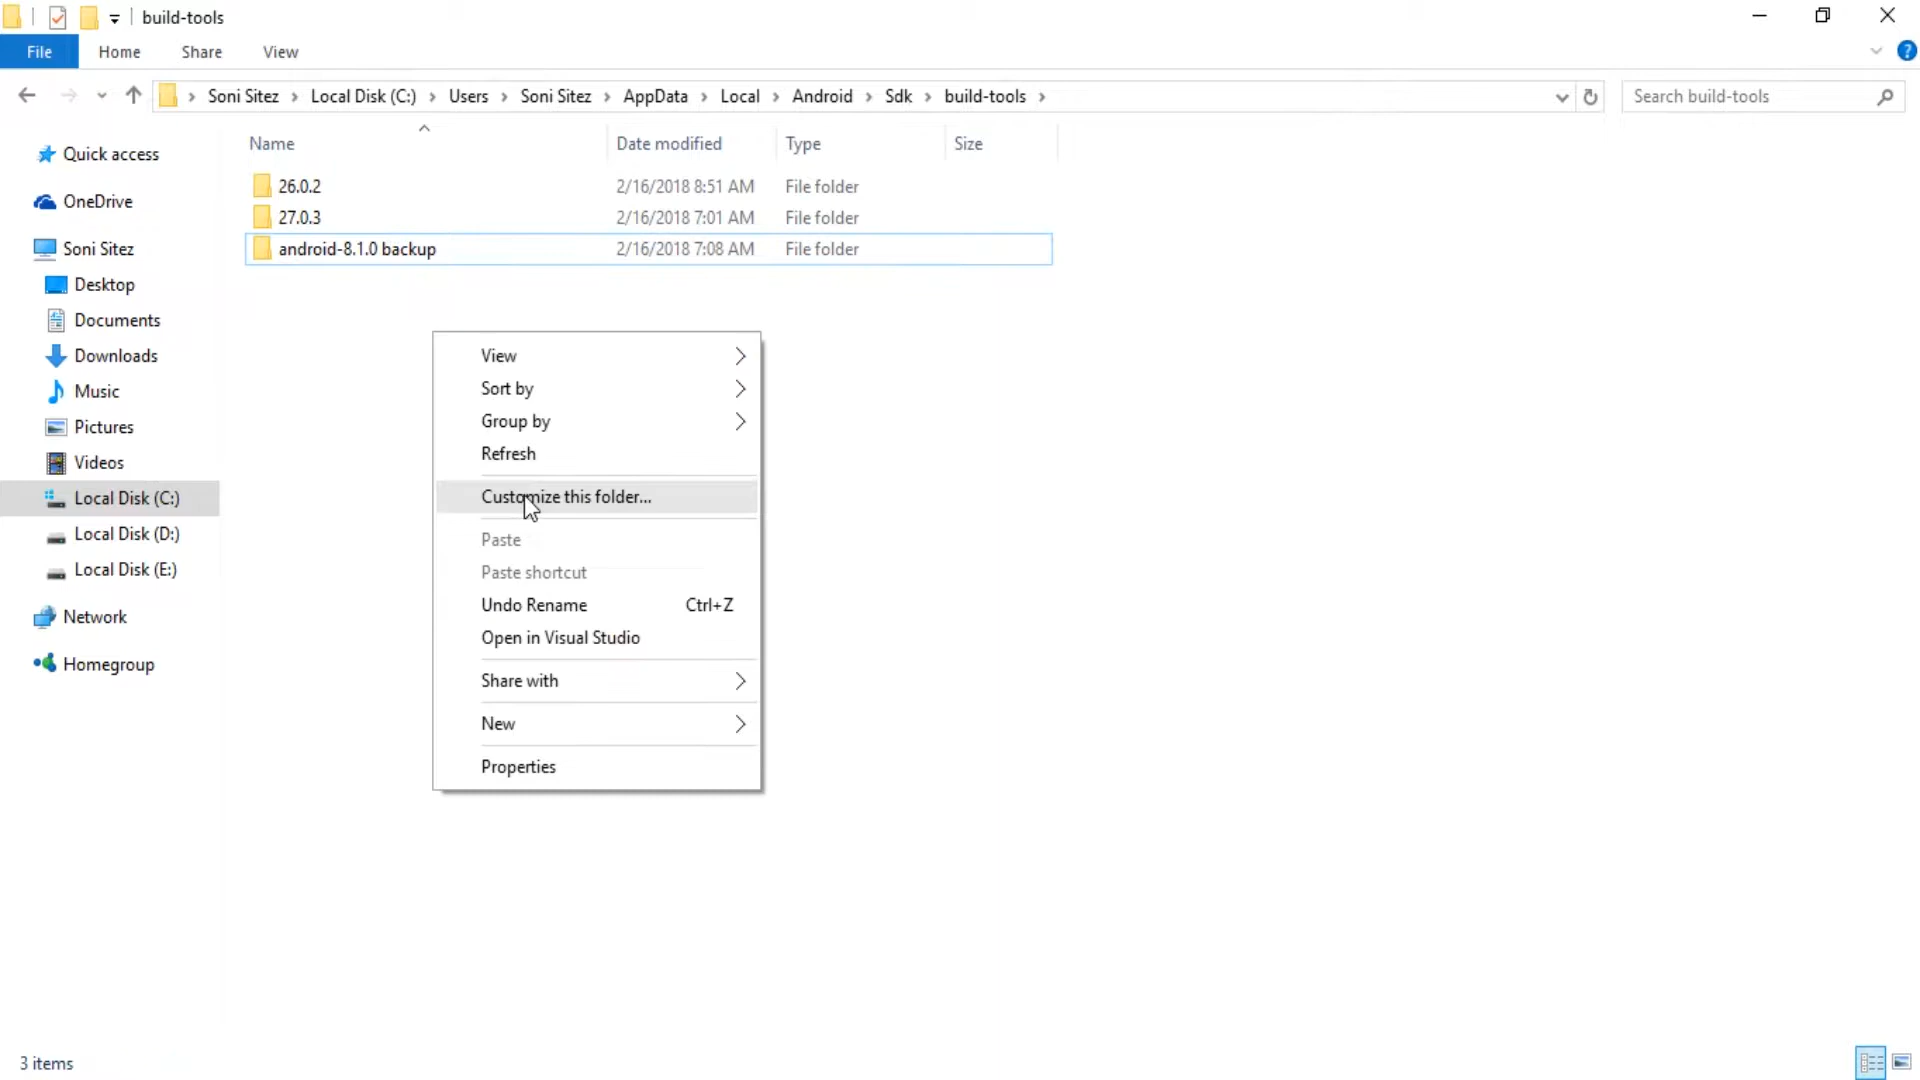 build-tools
File Home Share View
Soni Sitez Local Disk (C:) Users Soni Sitez AppData Local Android Sdk build-tools Search build-tools
Name Date modified Type Size
Quick access
OneDrive
Soni Sitez
Desktop
Documents
Downloads
Music
Pictures
Videos
Local Disk (C:)
Local Disk (D:)
Local Disk (E:)
Network
Homegroup
26.0.2 2/16/2018 8:51 AM File folder
27.0.3 2/16/2018 7:01 AM File folder
android-8.1.0 backup 2/16/2018 7:08 AM File folder
View
Sort by
Group by
Refresh
Customize this folder...
Paste
Paste shortcut
Undo Rename Ctrl+Z
Open in Visual Studio
Share with
New
Properties
3 items